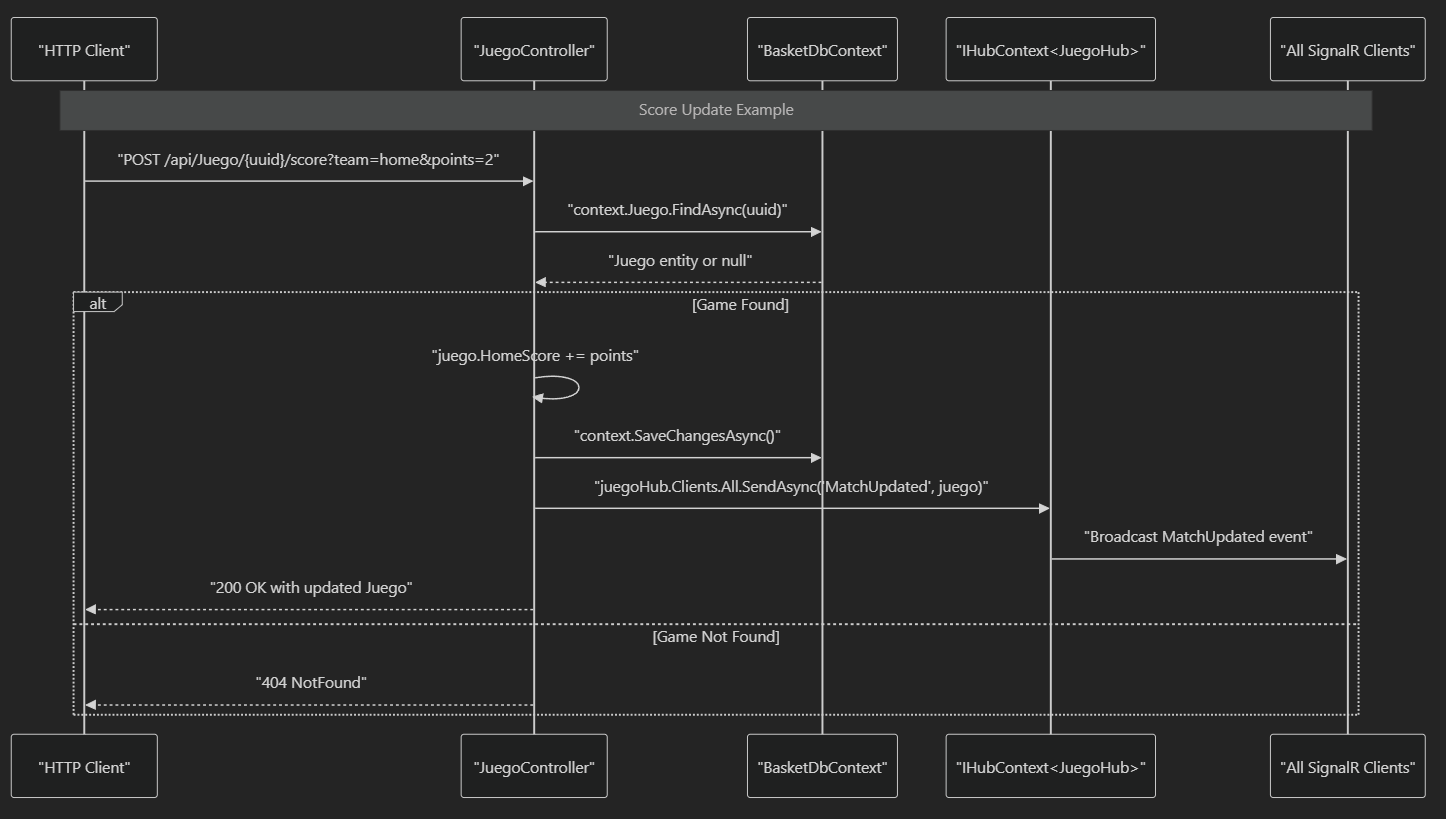 "HTTP Client"
"JuegoController"
"BasketDbContext"
"IHubContext<JuegoHub>"
"All SignalR Clients"
Score Update Example
"POST /api/Juego/{uuid}/score?team=home&points=2"
"context.Juego.FindAsync(uuid)"
"Juego entity or null"
alt
[Game Found]
"juego.HomeScore += points"
"context.SaveChangesAsync()"
"juegoHub.Clients.All.SendAsync('MatchUpdated', juego)"
"Broadcast MatchUpdated event"
"200 OK with updated Juego"
[Game Not Found]
"404 NotFound"
"HTTP Client"
"JuegoController"
"BasketDbContext"
"IHubContext<JuegoHub>"
"All SignalR Clients"